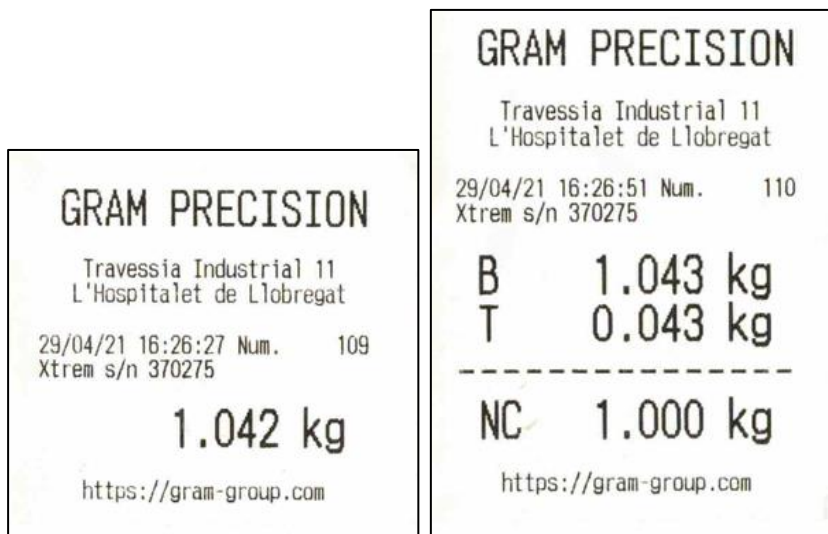 GRAM PRECISION
Travessia Industrial 11
L'Hospitalet de Llobregat
29/04/21 16:26:27 Num. 109
Xtrem s/n 370275
1.042 kg
https://gram-group.com
GRAM PRECISION
Travessia Industrial 11
L'Hospitalet de Llobregat
29/04/21 16:26:51 Num. 110
Xtrem s/n 370275
B 1.043 kg
T 0.043 kg
NC 1.000 kg
https://gram-group.com